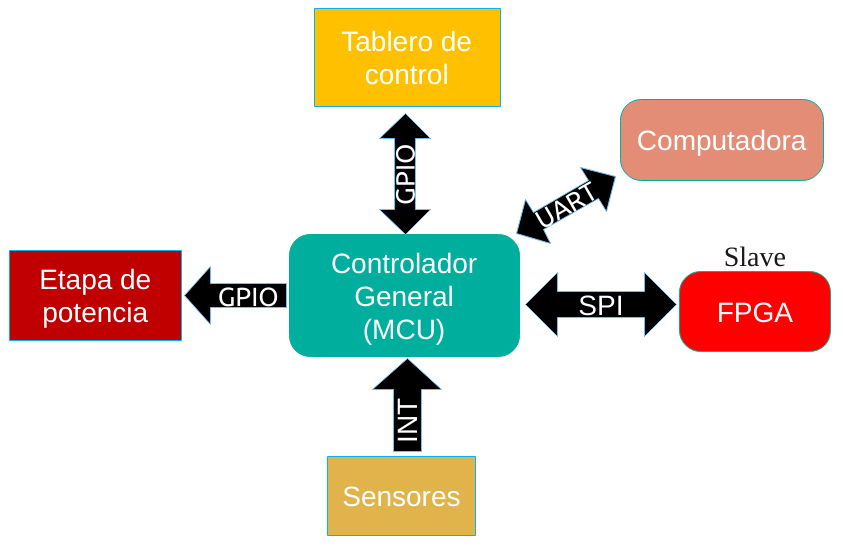 Tablero de
control
GPIO
Computadora
UART
Etapa de
potencia
GPIO
Controlador
General
(MCU)
SPI
Slave
FPGA
INT
Sensores